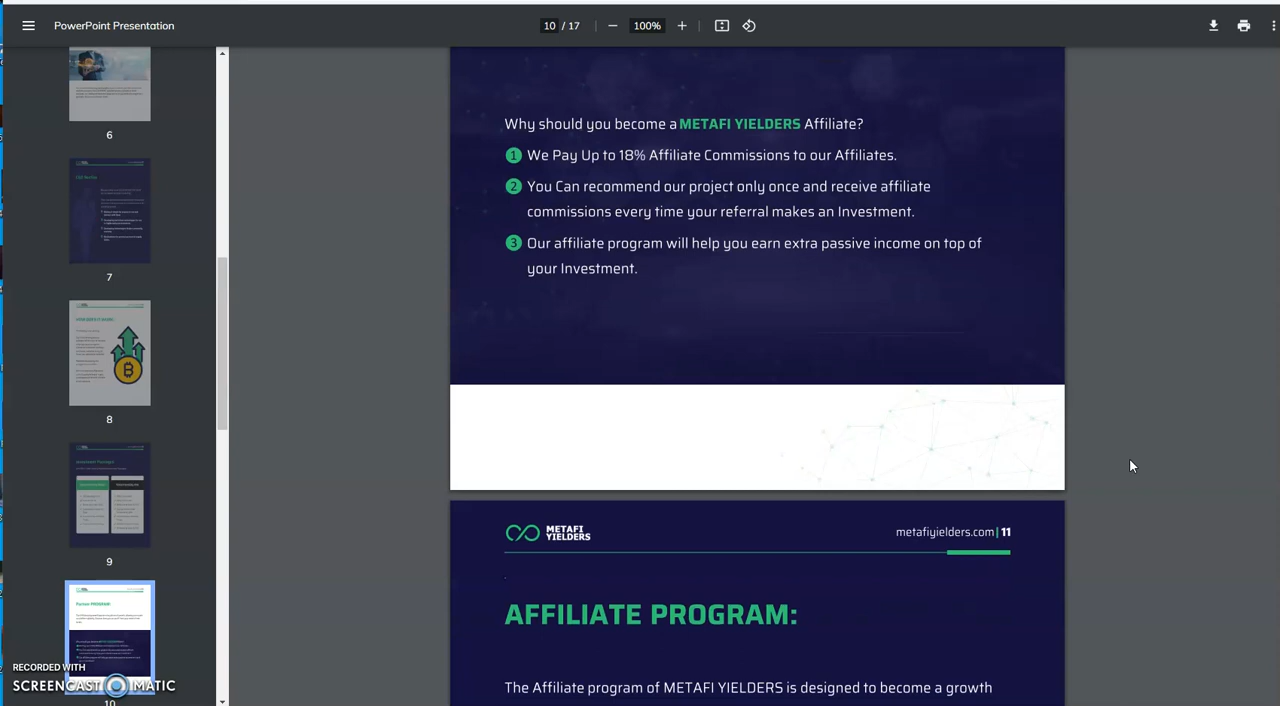 PowerPoint Presentation
10 / 17
100%
6
7
8
9
10
Why should you become a METAFI YIELDERS Affiliate?
1 We Pay Up to 18% Affiliate Commissions to our Affiliates.
2 You Can recommend our project only once and receive affiliate
commissions every time your referral makes an Investment.
3 Our affiliate program will help you earn extra passive income on top of
your Investment.
METAFI
YIELDERS
metafiyielders.com | 11
AFFILIATE PROGRAM:
The Affiliate program of METAFI YIELDERS is designed to become a growth
RECORDED WITH
SCREENCAST MATIC